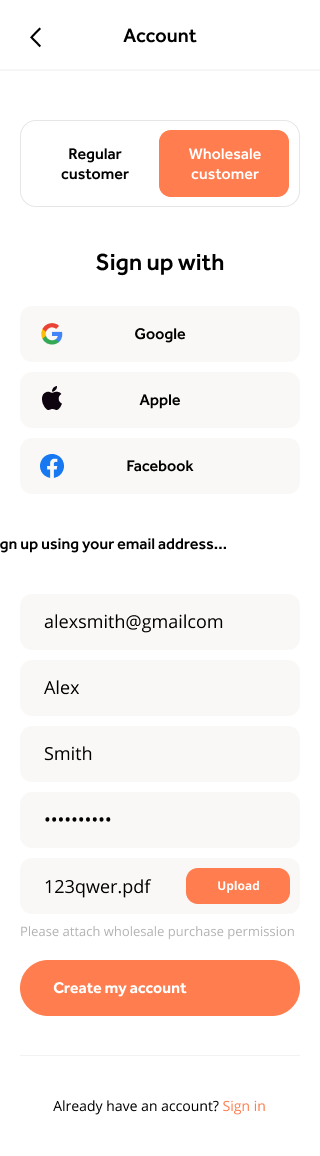 Account
Regular
customer
Wholesale
customer
Sign up with
Google
Apple
Facebook
gn up using your email address...
alexsmith@gmailcom
Alex
Smith
••••••••••
123qwer.pdf
Upload
Please attach wholesale purchase permission
Create my account
Already have an account? Sign in